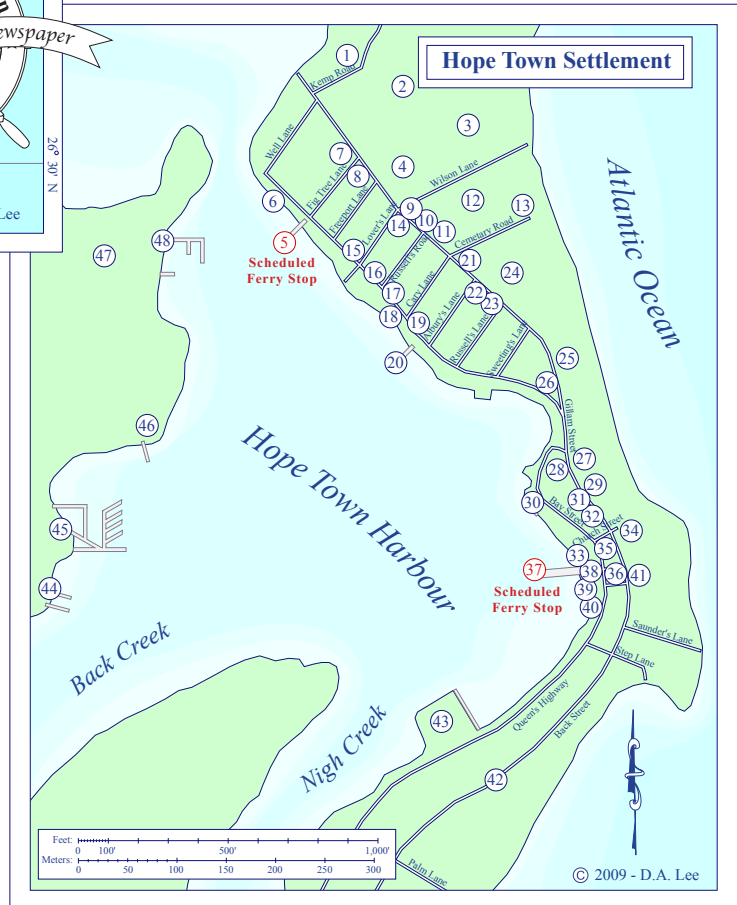 ewspaper
Hope Town Settlement
26° 30' N
Lee
Atlantic Ocean
Hope Town Harbour
Back Creek
Nigh Creek
Kemp Road
Well Lane
Fig Tree Lane
Freeport Lane
Lover's Lane
Wilson Lane
Russell's Road
Cemetary Road
Cary Lane
Albury's Lane
Russell's Lane
Sweeting's Lane
Gillam Street
Bay Street
Church Street
Saunder's Lane
Step Lane
Queen's Highway
Back Street
Palm Lane
1
2
3
4
5
Scheduled
Ferry Stop
6
7
8
9
10
11
12
13
14
15
16
17
18
19
20
21
22
23
24
25
26
27
28
29
30
31
32
33
34
35
36
37
Scheduled
Ferry Stop
38
39
40
41
42
43
44
45
46
47
48
Feet:
0 100' 500' 1,000'
Meters:
0 50 100 150 200 250 300
© 2009 - D.A. Lee